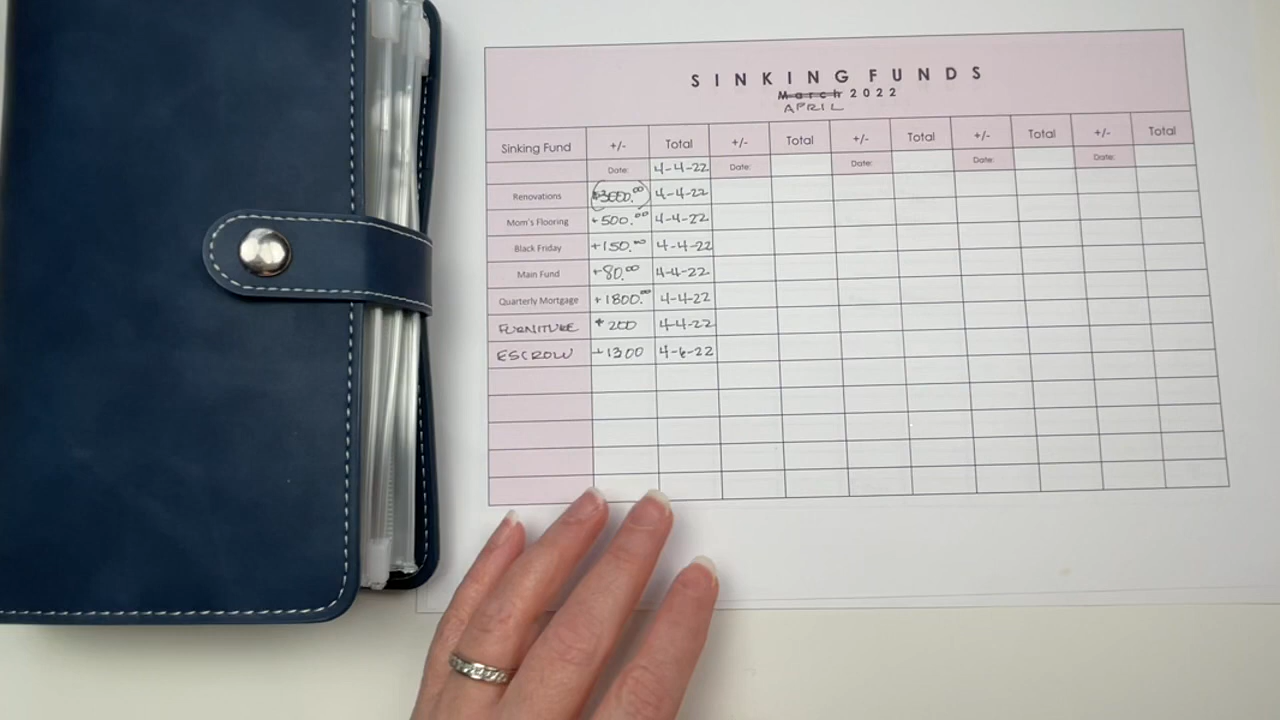 SINKING FUNDS
March 2022
APRIL
Sinking Fund +/- Total +/- Total +/- Total +/- Total +/- Total
Date: 4-4-22 Date: Date: Date: Date:
Renovations +3000.00 4-4-22
Mom's Flooring +500.00 4-4-22
Black Friday +150.00 4-4-22
Main Fund +80.00 4-4-22
Quarterly Mortgage +1800.00 4-4-22
FURNITURE +200 4-4-22
ESCROW +1300 4-6-22